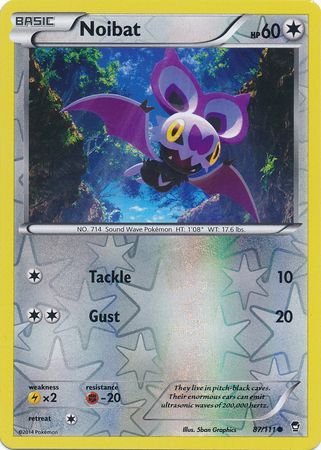 BASIC
Noibat
HP60
NO. 714 Sound Wave Pokémon HT: 1'08" WT: 17.6 lbs.
Tackle 10
Gust 20
weakness
×2
resistance
-20
retreat
They live in pitch-black caves.
Their enormous ears can emit
ultrasonic waves of 200,000 hertz.
©2014 Pokémon
Illus. 5ban Graphics
87/111